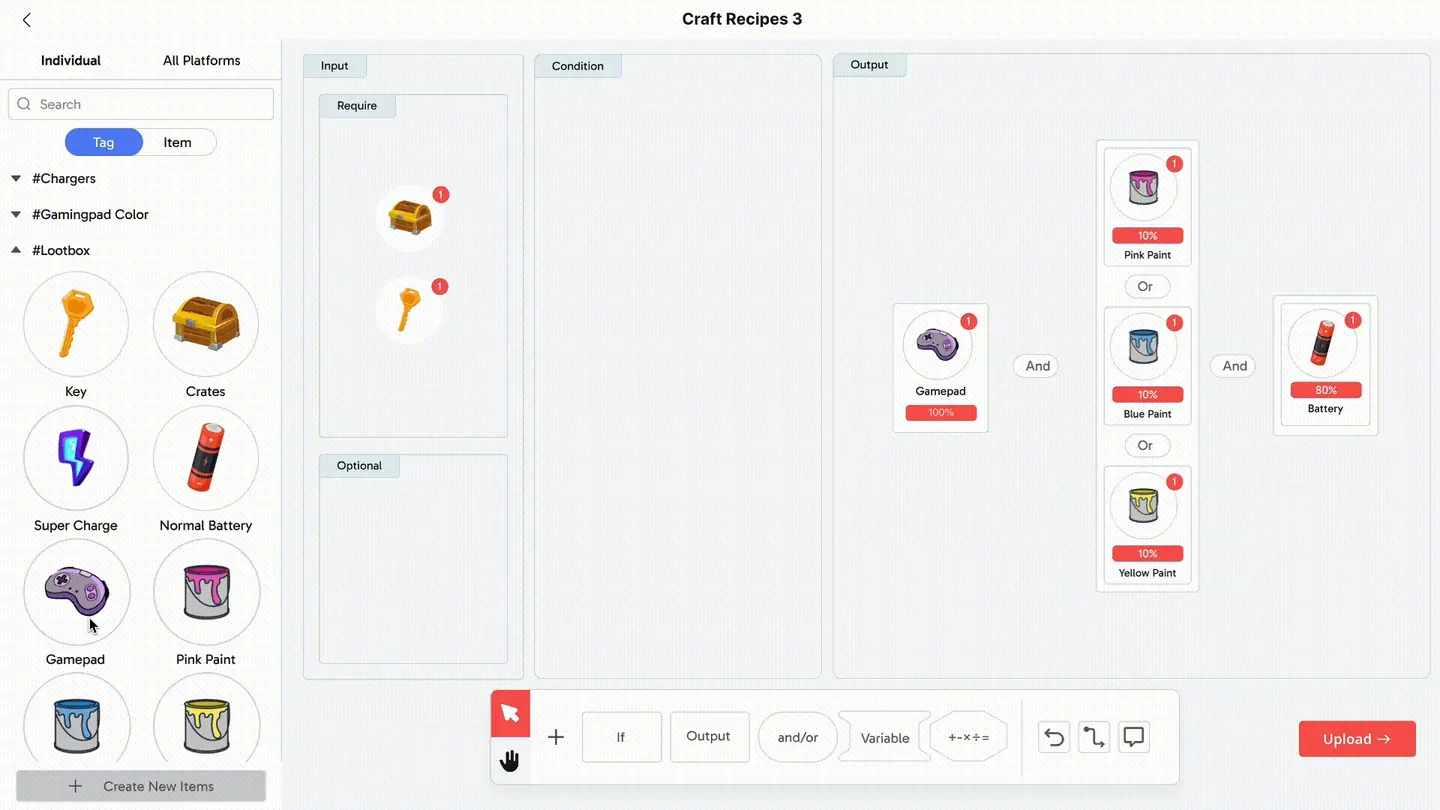 Craft Recipes 3
Individual
All Platforms
Search
Tag
Item
#Chargers
#Gamingpad Color
#Lootbox
Key
Crates
Super Charge
Normal Battery
Gamepad
Pink Paint
Create New Items
Input
Require
1
1
Optional
Condition
Output
1
Gamepad
100%
And
1
10%
Pink Paint
Or
1
10%
Blue Paint
Or
1
10%
Yellow Paint
And
1
80%
Battery
If
Output
and/or
Variable
+-×÷=
Upload